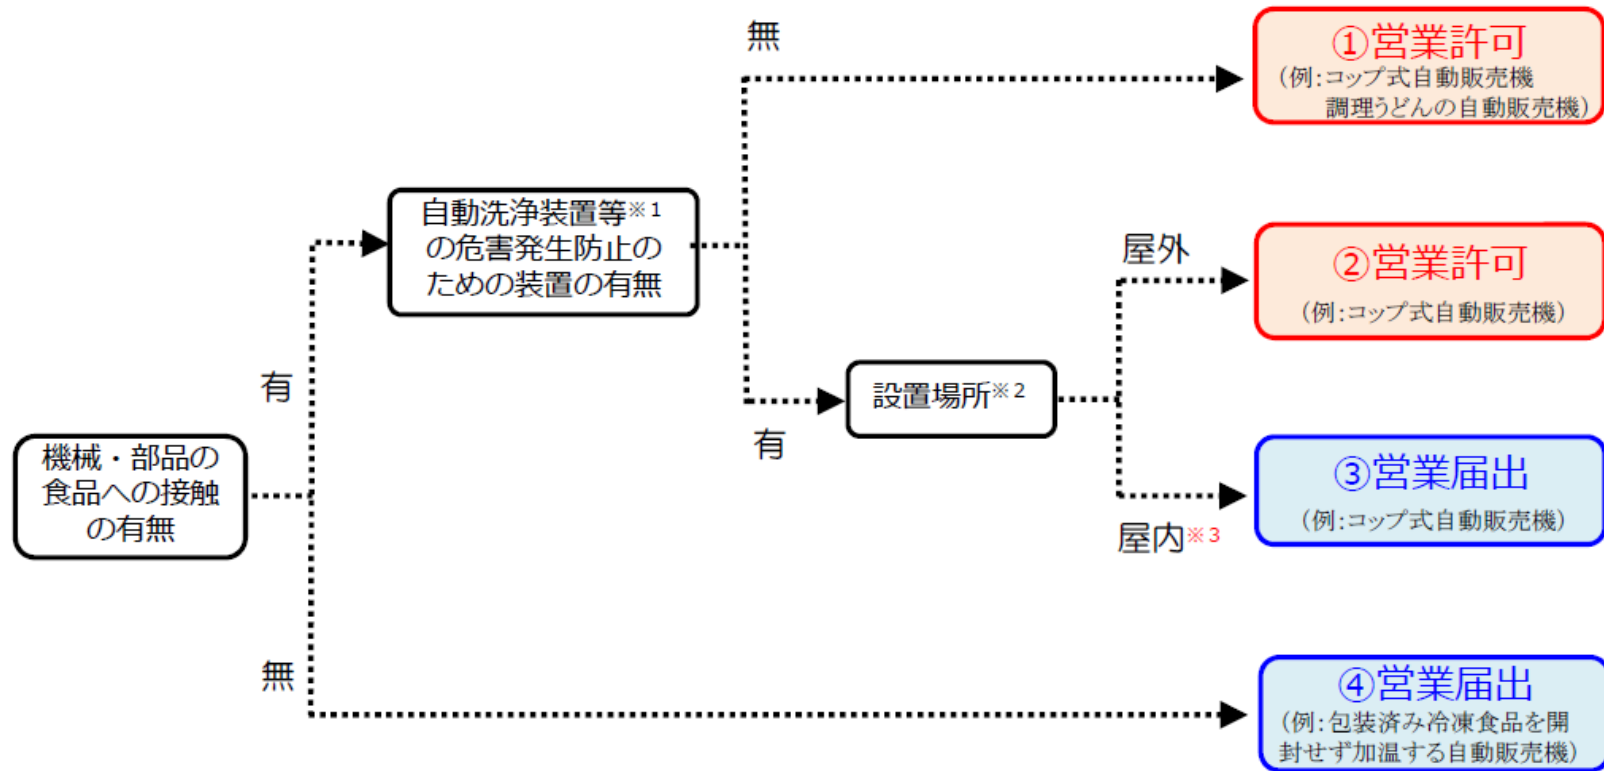 機械・部品の
食品への接触
の有無
有
無
自動洗浄装置等※1
の危害発生防止の
ための装置の有無
無
有
設置場所※2
屋外
屋内※3
①営業許可
（例：コップ式自動販売機
調理うどんの自動販売機）
②営業許可
（例：コップ式自動販売機）
③営業届出
（例：コップ式自動販売機）
④営業届出
（例：包装済み冷凍食品を開
封せず加温する自動販売機）